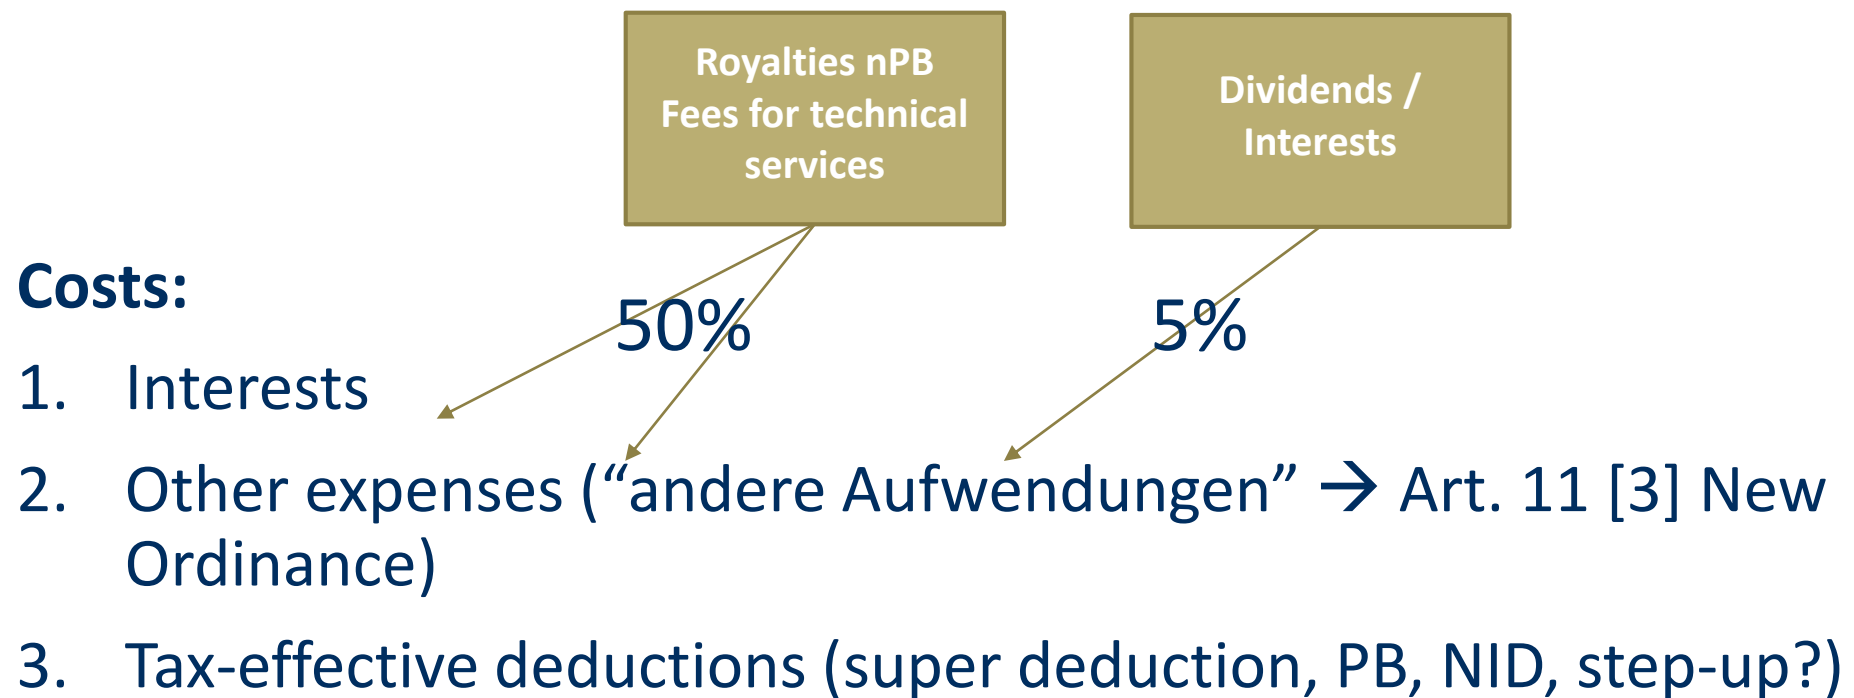 Royalties nPB
Fees for technical
services
Dividends /
Interests
Costs:
50%
5%
1. Interests
2. Other expenses (“andere Aufwendungen” → Art. 11 [3] New
Ordinance)
3. Tax-effective deductions (super deduction, PB, NID, step-up?)